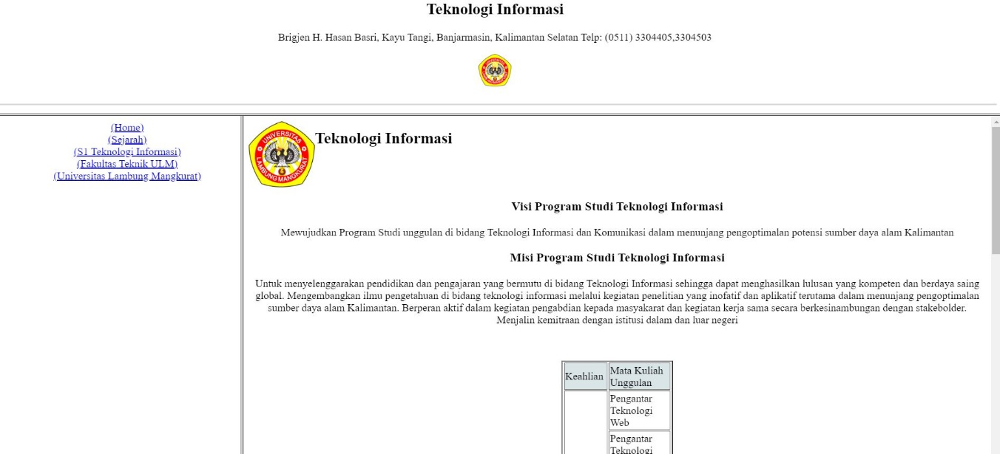 Teknologi Informasi
Brigjen H. Hasan Basri, Kayu Tangi, Banjarmasin, Kalimantan Selatan Telp: (0511) 3304405,3304503
(Home)
(Sejarah)
(S1 Teknologi Informasi)
(Fakultas Teknik ULM)
(Universitas Lambung Mangkurat)
UNIVERSITAS
LAMBUNG MANGKURAT
Teknologi Informasi
Visi Program Studi Teknologi Informasi
Mewujudkan Program Studi unggulan di bidang Teknologi Informasi dan Komunikasi dalam menunjang pengoptimalan potensi sumber daya alam Kalimantan
Misi Program Studi Teknologi Informasi
Untuk menyelenggarakan pendidikan dan pengajaran yang bermutu di bidang Teknologi Informasi sehingga dapat menghasilkan lulusan yang kompeten dan berdaya saing
global. Mengembangkan ilmu pengetahuan di bidang teknologi informasi melalui kegiatan penelitian yang inofatif dan aplikatif terutama dalam menunjang pengoptimalan
sumber daya alam Kalimantan. Berperan aktif dalam kegiatan pengabdian kepada masyakarat dan kegiatan kerja sama secara berkesinambungan dengan stakebolder.
Menjalin kemitraan dengan istitusi dalam dan luar negeri
Keahlian
Mata Kuliah
Unggulan
Pengantar
Teknologi
Web
Pengantar
Teknologi